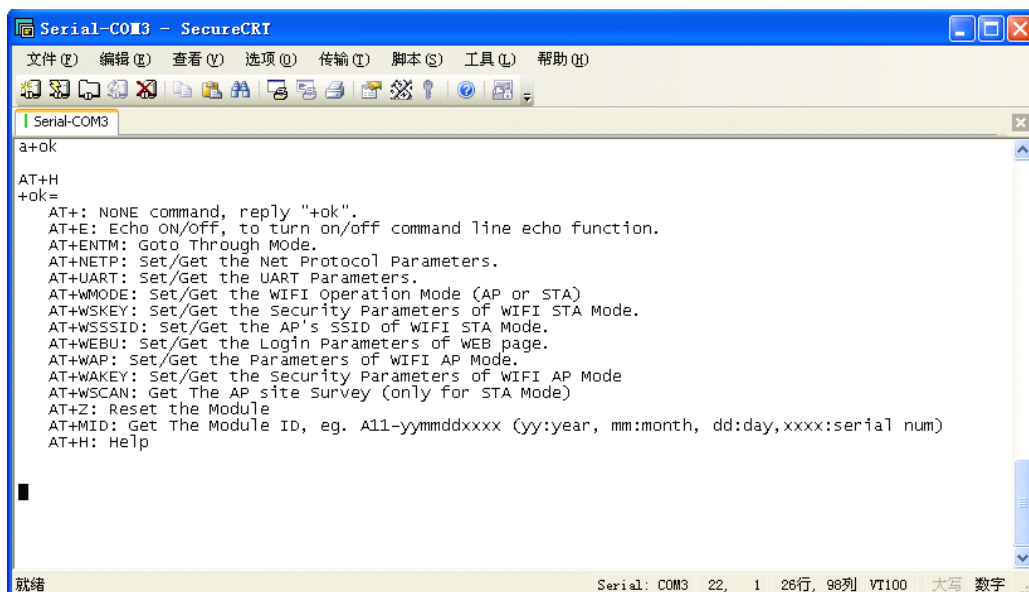 Serial-COM3 - SecureCRT
文件(F) 编辑(E) 查看(V) 选项(O) 传输(T) 脚本(S) 工具(L) 帮助(H)
Serial-COM3
a+ok
AT+H
+ok=
AT+: NONE command, reply "+ok".
AT+E: Echo ON/Off, to turn on/off command line echo function.
AT+ENTM: Goto Through MOde.
AT+NETP: Set/Get the Net Protocol Parameters.
AT+UART: Set/Get the UART Parameters.
AT+WMODE: Set/Get the WIFI Operation Mode (AP or STA)
AT+WSKEY: Set/Get the Security Parameters of WIFI STA Mode.
AT+WSSSID: Set/Get the AP's SSID of WIFI STA Mode.
AT+WEBU: Set/Get the Login Parameters of WEB page.
AT+WAP: Set/Get the Parameters of WIFI AP Mode.
AT+WAKEY: Set/Get the Security Parameters of WIFI AP Mode
AT+WSCAN: Get The AP site Survey (only for STA Mode)
AT+Z: Reset the Module
AT+MID: Get The Module ID, eg. A11-yymmddxxxx (yy:year, mm:month, dd:day,xxxx:serial num)
AT+H: Help
就绪 Serial: COM3 22, 1 26行, 98列 VT100 大写 数字